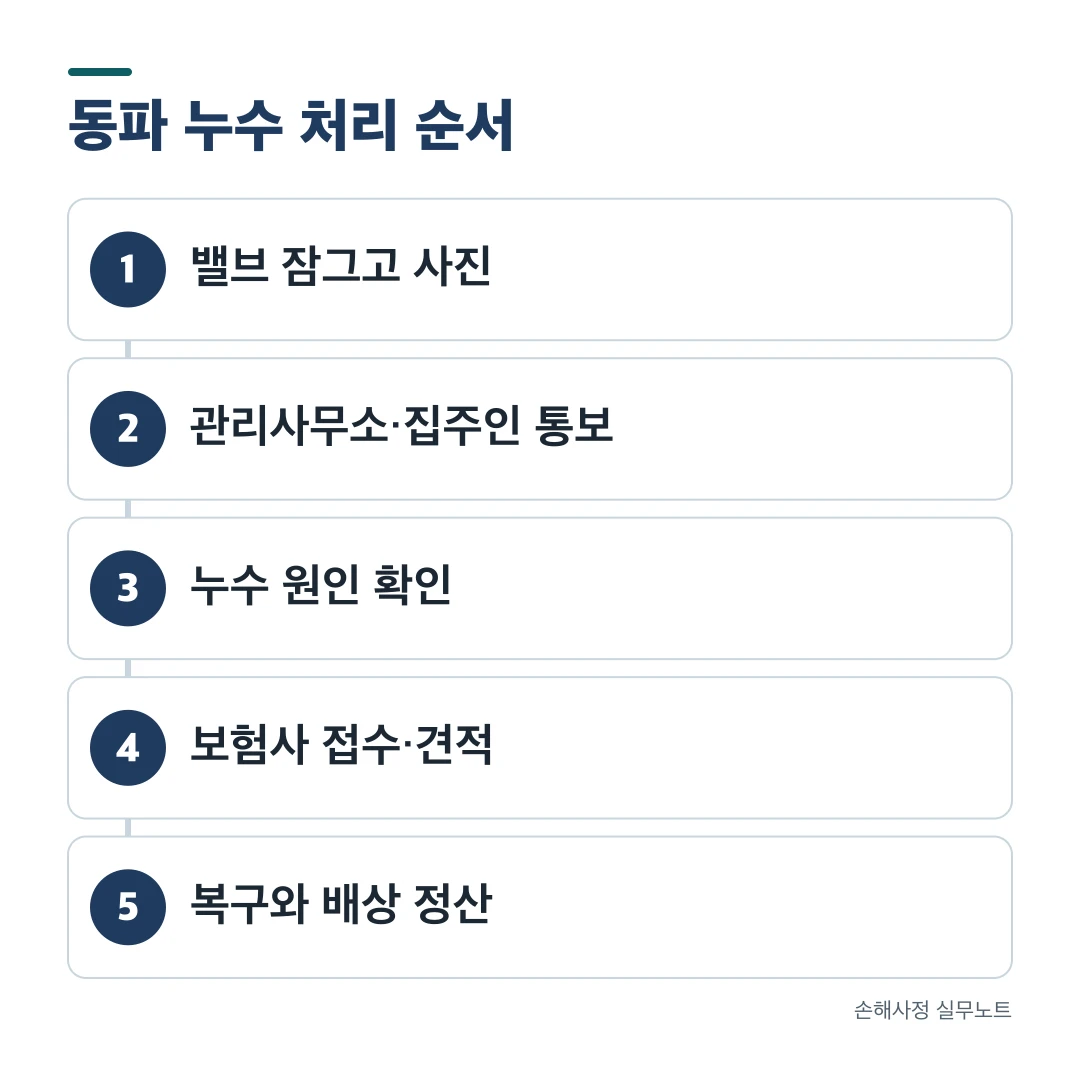 동파 누수 처리 순서
1 밸브 잠그고 사진
2 관리사무소·집주인 통보
3 누수 원인 확인
4 보험사 접수·견적
5 복구와 배상 정산
손해사정 실무노트